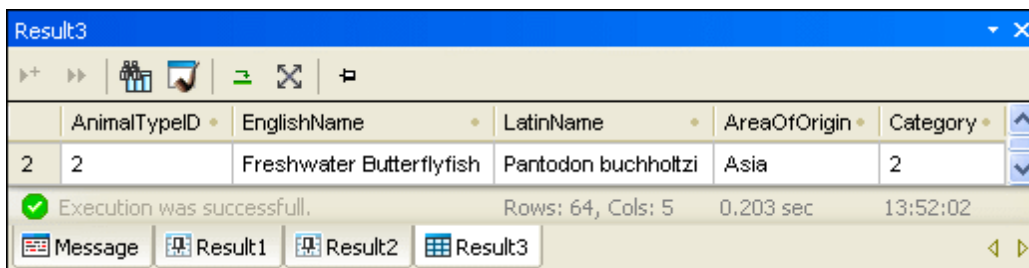 Result3
AnimalTypeID EnglishName LatinName AreaOfOrigin Category
2 2 Freshwater Butterflyfish Pantodon buchholtzi Asia 2
Execution was successfull. Rows: 64, Cols: 5 0.203 sec 13:52:02
Message Result1 Result2 Result3